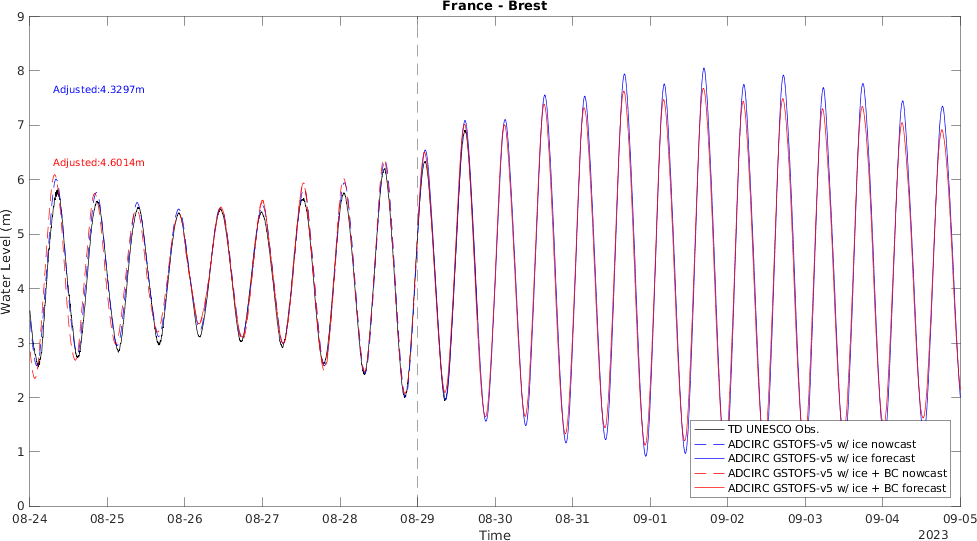 France - Brest
Water Level (m)
9
8
7
6
5
4
3
2
1
0
Adjusted:4.3297m
Adjusted:4.6014m
TD UNESCO Obs.
ADCIRC GSTOFS-v5 w/ ice nowcast
ADCIRC GSTOFS-v5 w/ ice forecast
ADCIRC GSTOFS-v5 w/ ice + BC nowcast
ADCIRC GSTOFS-v5 w/ ice + BC forecast
08-24 08-25 08-26 08-27 08-28 08-29 08-30 08-31 09-01 09-02 09-03 09-04 09-05
Time
2023